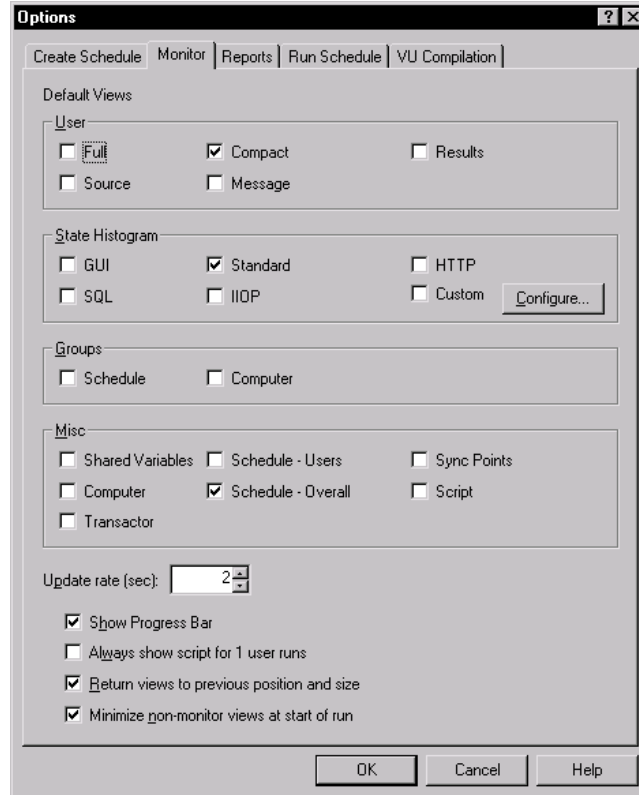 Options
Create Schedule Monitor Reports Run Schedule VU Compilation
Default Views
User
Full Compact Results
Source Message
State Histogram
GUI Standard HTTP
SQL IIOP Custom Configure...
Groups
Schedule Computer
Misc
Shared Variables Schedule - Users Sync Points
Computer Schedule - Overall Script
Transactor
Update rate (sec): 2
Show Progress Bar
Always show script for 1 user runs
Return views to previous position and size
Minimize non-monitor views at start of run
OK Cancel Help